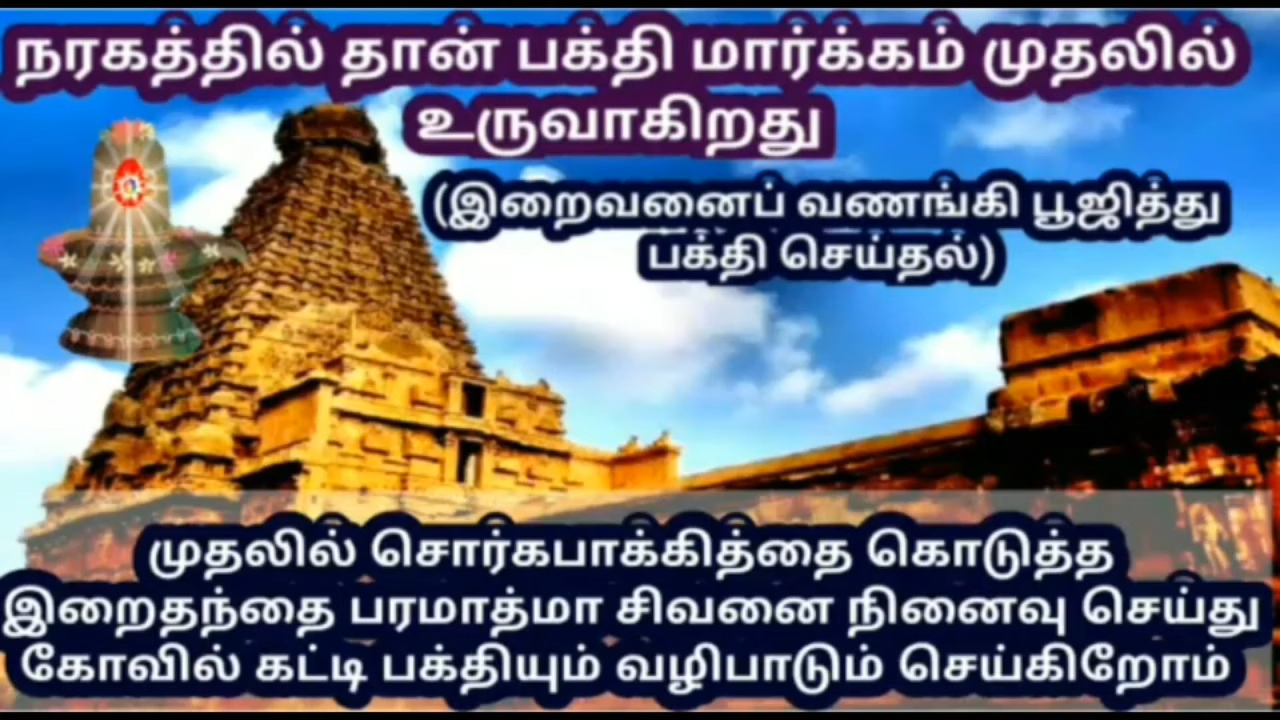 நரகத்தில் தான் பக்தி மார்க்கம் முதலில்
உருவாகிறது
(இறைவனைப் வணங்கி பூஜித்து
பக்தி செய்தல்)
முதலில் சொர்கபாக்கித்தை கொடுத்த
இறைதந்தை பரமாத்மா சிவனை நினைவு செய்து
கோவில் கட்டி பக்தியும் வழிபாடும் செய்கிறோம்